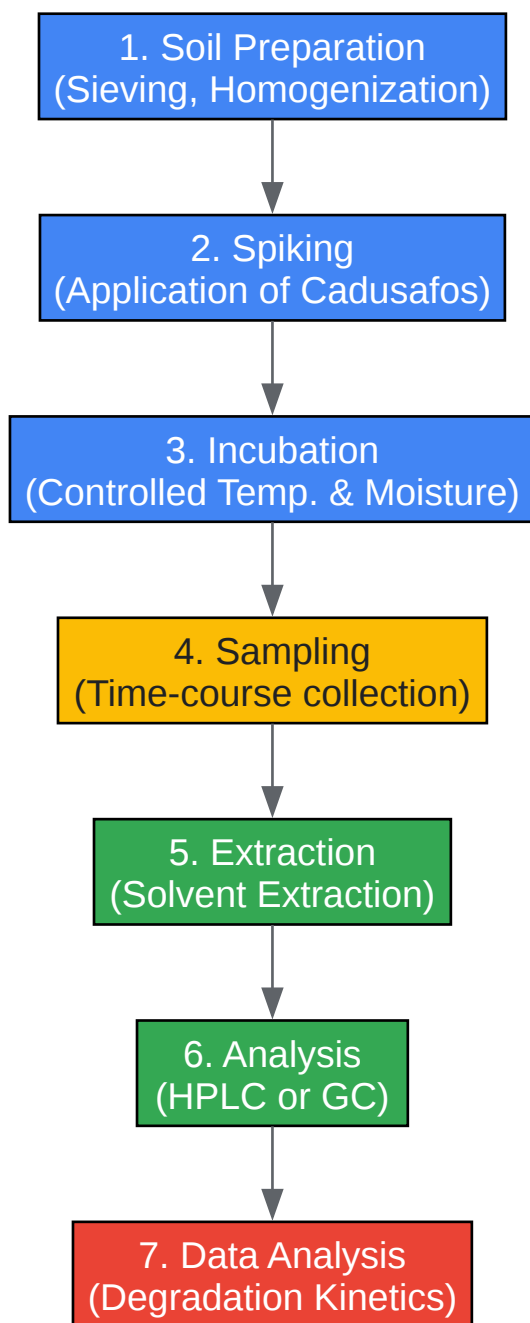 1. Soil Preparation
(Sieving, Homogenization)
2. Spiking
(Application of Cadusafos)
3. Incubation
(Controlled Temp. & Moisture)
4. Sampling
(Time-course collection)
5. Extraction
(Solvent Extraction)
6. Analysis
(HPLC or GC)
7. Data Analysis
(Degradation Kinetics)